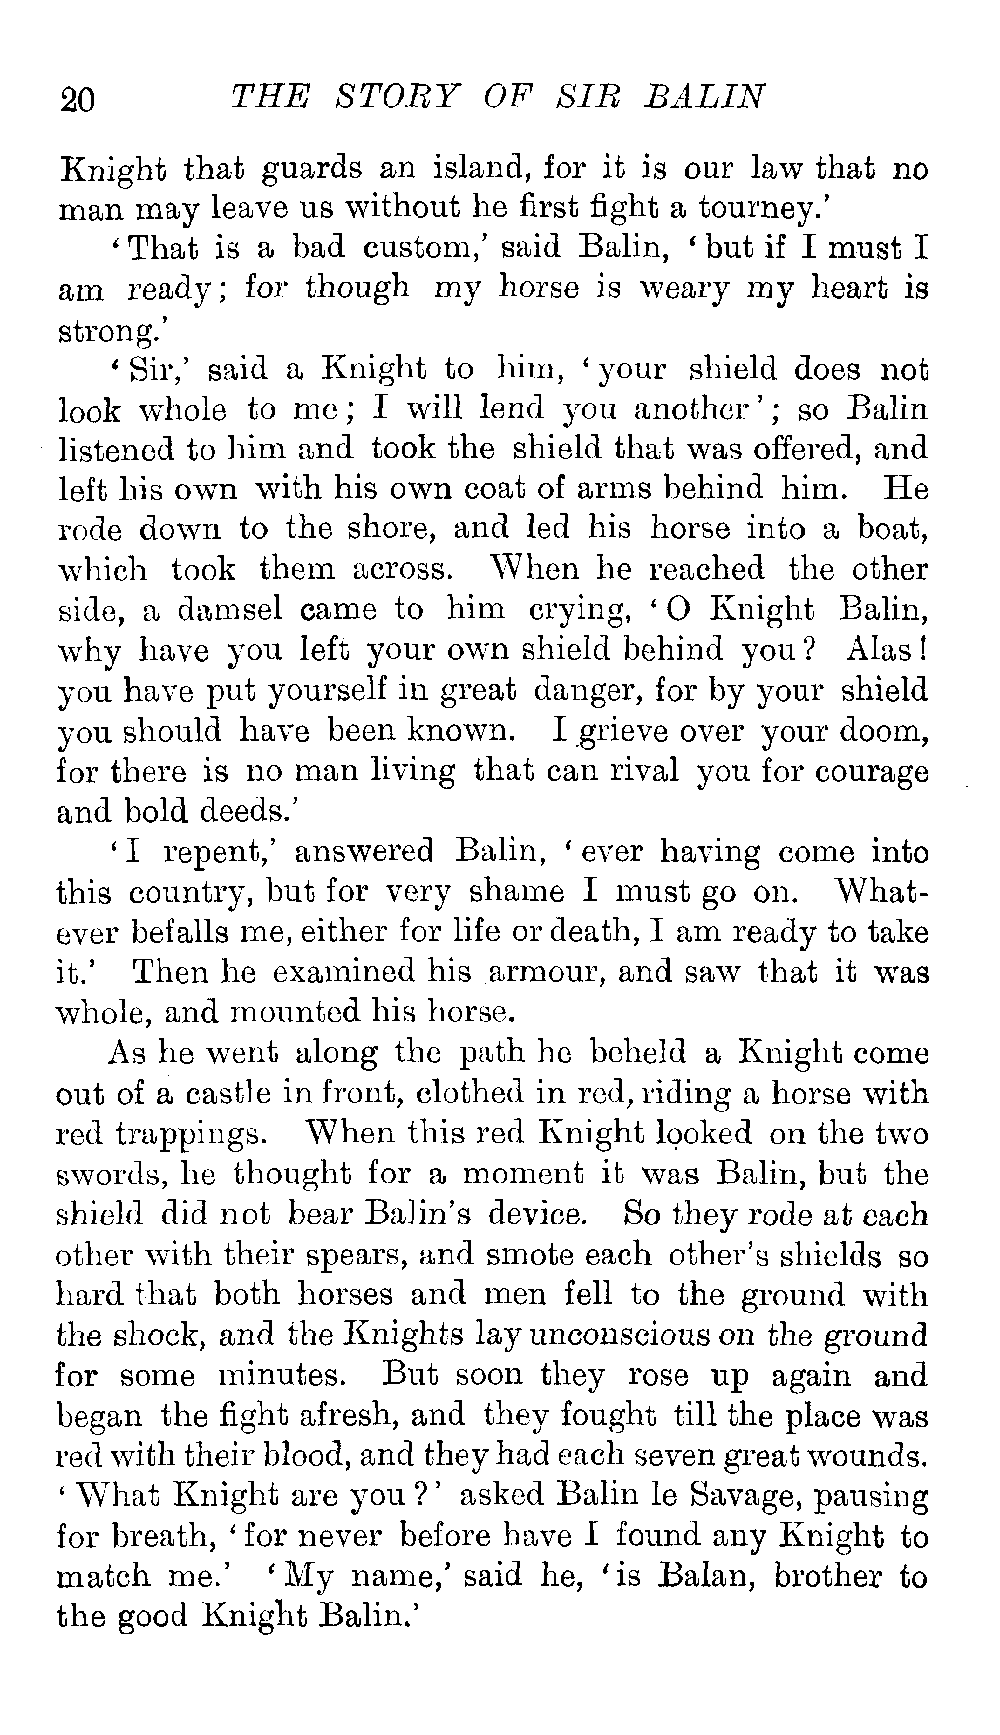 20 THE STORY OF SIR BALIN
Knight that guards an island, for it is our law that no
man may leave us without he first fight a tourney.’
‘That is a bad custom,’ said Balin, ‘but if I must I
am ready; for though my horse is weary my heart is
strong.’
‘Sir,’ said a Knight to him, ‘your shield does not
look whole to me; I will lend you another’; so Balin
listened to him and took the shield that was offered, and
left his own with his own coat of arms behind him. He
rode down to the shore, and led his horse into a boat,
which took them across. When he reached the other
side, a damsel came to him crying, ‘O Knight Balin,
why have you left your own shield behind you? Alas!
you have put yourself in great danger, for by your shield
you should have been known. I grieve over your doom,
for there is no man living that can rival you for courage
and bold deeds.’
‘I repent,’ answered Balin, ‘ever having come into
this country, but for very shame I must go on. What-
ever befalls me, either for life or death, I am ready to take
it.’ Then he examined his armour, and saw that it was
whole, and mounted his horse.
As he went along the path he beheld a Knight come
out of a castle in front, clothed in red, riding a horse with
red trappings. When this red Knight looked on the two
swords, he thought for a moment it was Balin, but the
shield did not bear Balin’s device. So they rode at each
other with their spears, and smote each other’s shields so
hard that both horses and men fell to the ground with
the shock, and the Knights lay unconscious on the ground
for some minutes. But soon they rose up again and
began the fight afresh, and they fought till the place was
red with their blood, and they had each seven great wounds.
‘What Knight are you?’ asked Balin le Savage, pausing
for breath, ‘for never before have I found any Knight to
match me.’ ‘My name,’ said he, ‘is Balan, brother to
the good Knight Balin.’